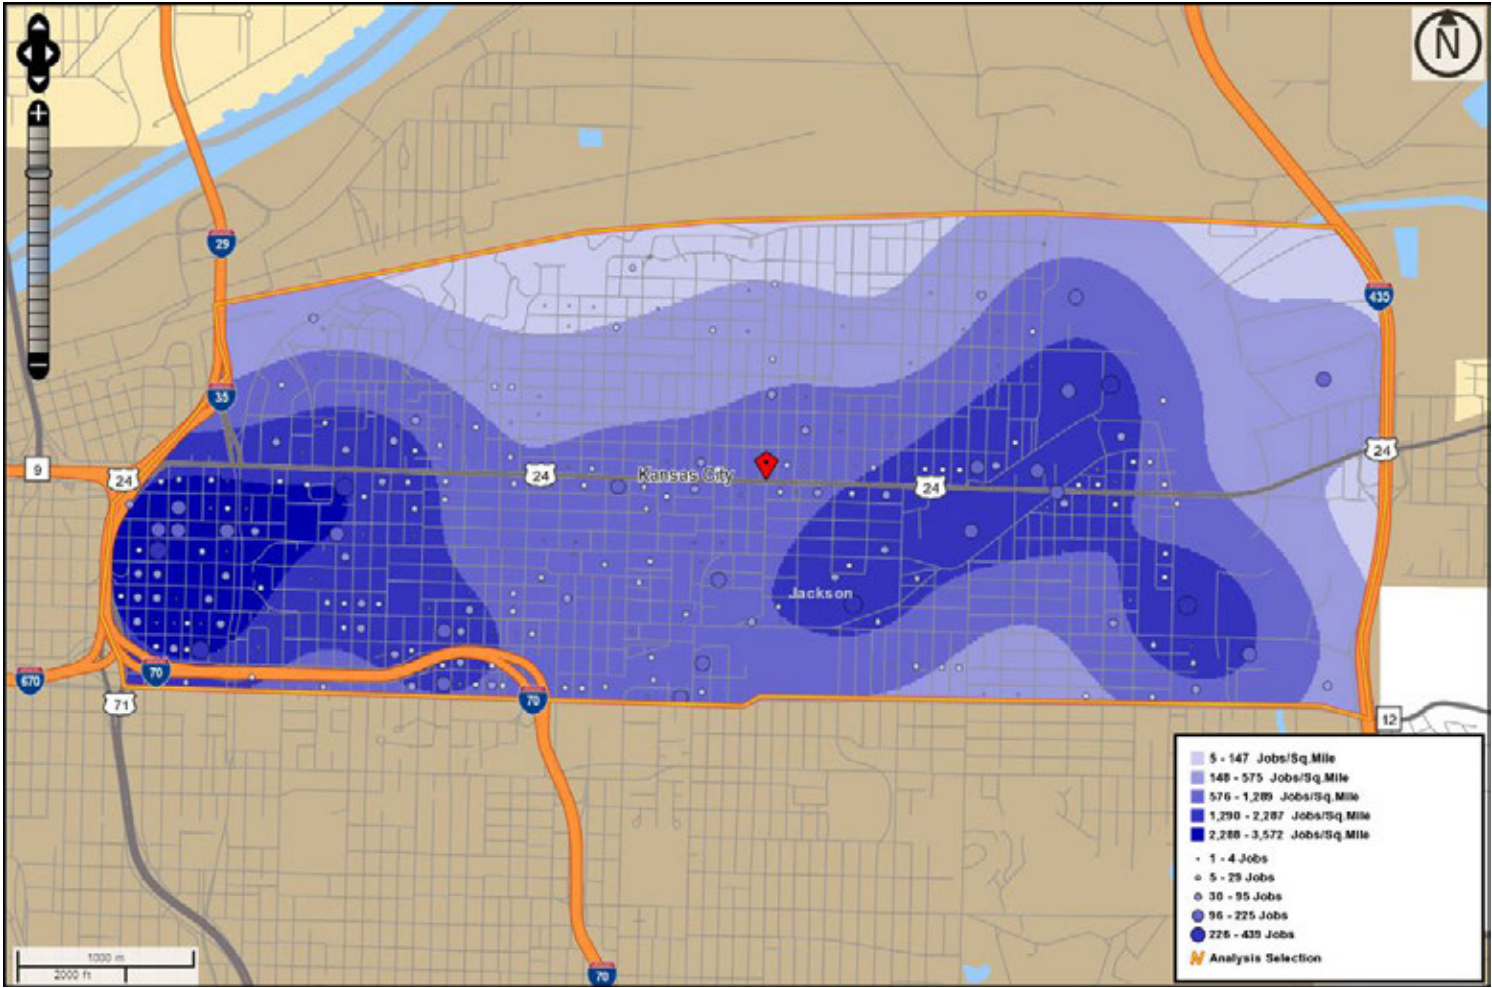 N
29
435
35
9
24
24
Kansas City
24
24
Jackson
670
70
71
70
12
5 - 147 Jobs/Sq.Mile
148 - 575 Jobs/Sq.Mile
576 - 1,289 Jobs/Sq.Mile
1,290 - 2,287 Jobs/Sq.Mile
2,288 - 3,572 Jobs/Sq.Mile
1 - 4 Jobs
5 - 29 Jobs
30 - 95 Jobs
96 - 225 Jobs
226 - 439 Jobs
Analysis Selection
1000 m
2000 ft
70